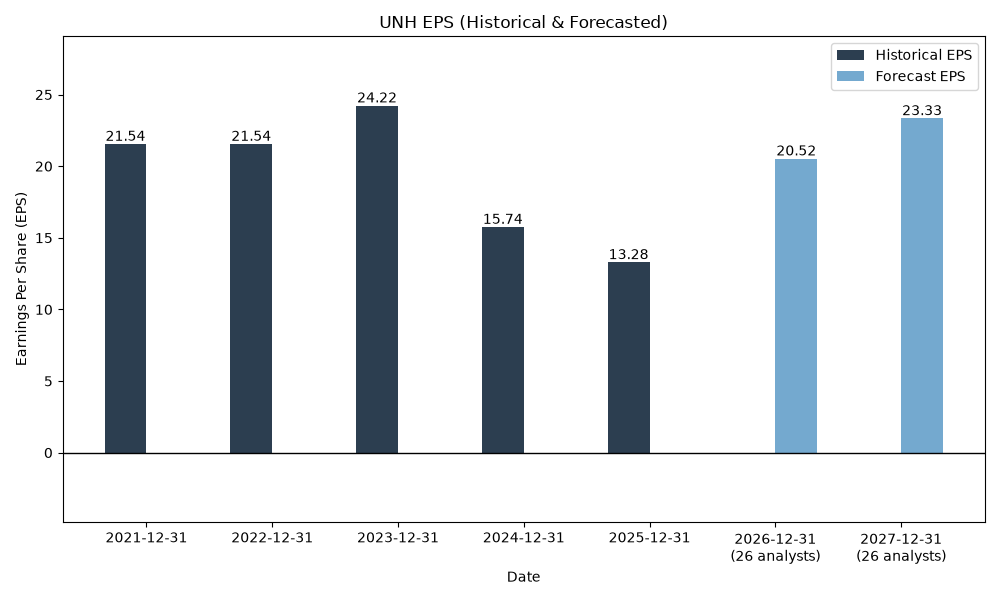 UNH EPS (Historical & Forecasted)
Historical EPS
Forecast EPS
Earnings Per Share (EPS)
25
20
15
10
5
0
21.54
21.54
24.22
15.74
13.28
20.52
23.33
2021-12-31
2022-12-31
2023-12-31
2024-12-31
2025-12-31
2026-12-31
(26 analysts)
2027-12-31
(26 analysts)
Date